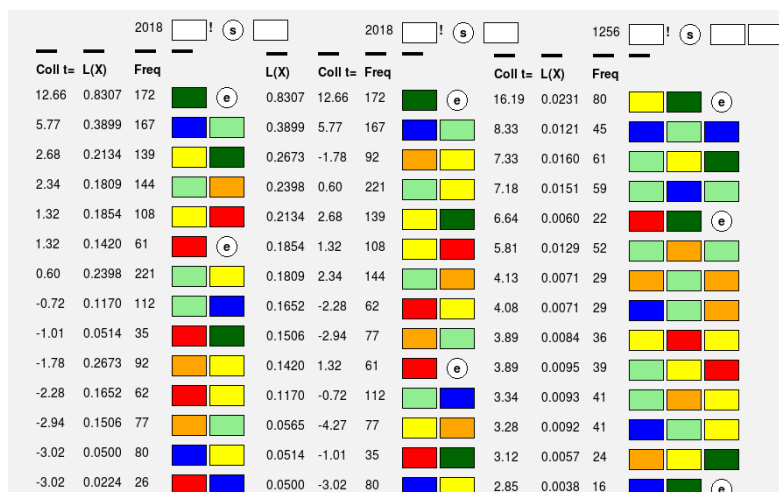 2018 ! s 2018 ! s 1256 ! s
Coll t= L(X) Freq L(X) Coll t= Freq Coll t= L(X) Freq
12.66 0.8307 172 e 0.8307 12.66 172 e 16.19 0.0231 80 e
5.77 0.3899 167 0.3899 5.77 167 8.33 0.0121 45
2.68 0.2134 139 0.2673 -1.78 92 7.33 0.0160 61
2.34 0.1809 144 0.2398 0.60 221 7.18 0.0151 59
1.32 0.1854 108 0.2134 2.68 139 6.64 0.0060 22 e
1.32 0.1420 61 e 0.1854 1.32 108 5.81 0.0129 52
0.60 0.2398 221 0.1809 2.34 144 4.13 0.0071 29
-0.72 0.1170 112 0.1652 -2.28 62 4.08 0.0071 29
-1.01 0.0514 35 0.1506 -2.94 77 3.89 0.0084 36
-1.78 0.2673 92 0.1420 1.32 61 e 3.89 0.0095 39
-2.28 0.1652 62 0.1170 -0.72 112 3.34 0.0093 41
-2.94 0.1506 77 0.0565 -4.27 77 3.28 0.0092 41
-3.02 0.0500 80 0.0514 -1.01 35 3.12 0.0057 24
-3.02 0.0224 26 0.0500 -3.02 80 2.85 0.0038 16 e